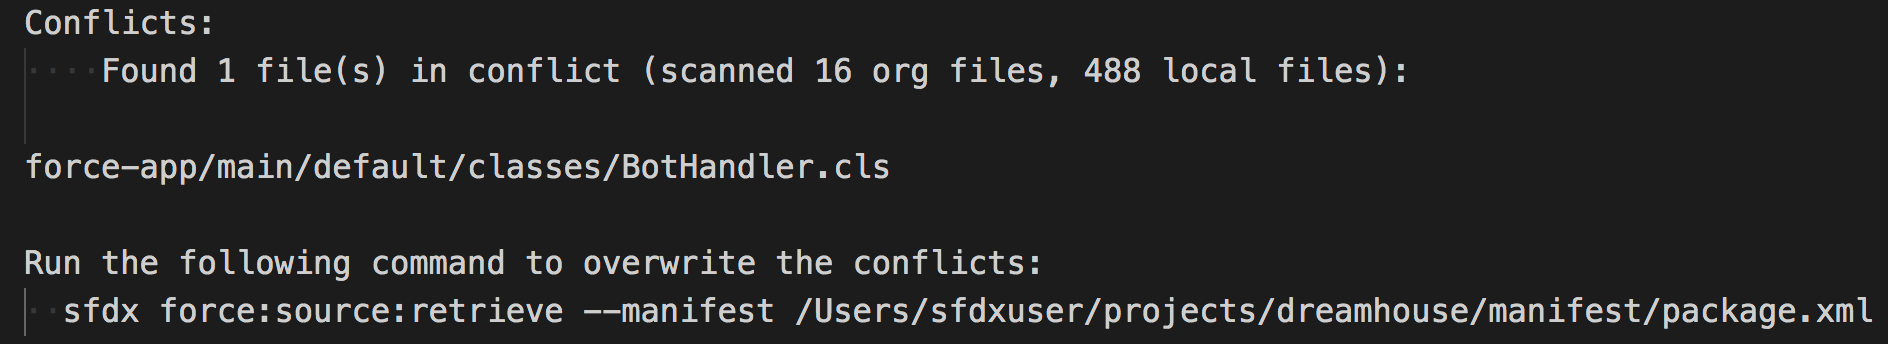 Conflicts:
Found 1 file(s) in conflict (scanned 16 org files, 488 local files):
force-app/main/default/classes/BotHandler.cls
Run the following command to overwrite the conflicts:
sfdx force:source:retrieve --manifest /Users/sfdxuser/projects/dreamhouse/manifest/package.xml